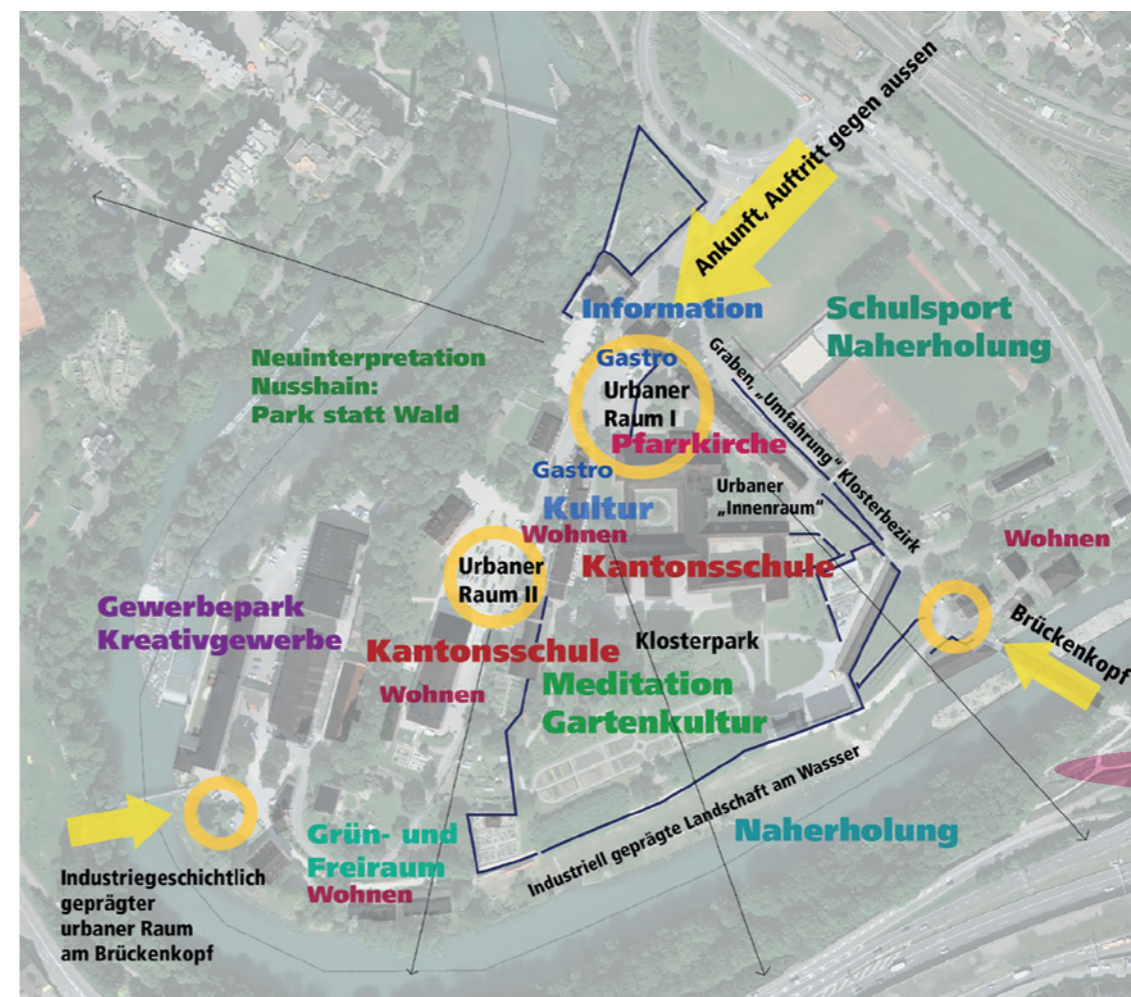 Ankunft, Auftritt gegen aussen
Information
Schulsport
Naherholung
Gastro
Urbaner
Raum I
Pfarrkirche
Graben, „Umfahrung“ Klosterbezirk
Neuinterpretation
Nusshain:
Park statt Wald
Gastro
Kultur
Wohnen
Urbaner
„Innenraum“
Wohnen
Kantonsschule
Urbaner
Raum II
Gewerbepark
Kreativgewerbe
Kantonsschule
Klosterpark
Brückenkopf
Wohnen
Meditation
Gartenkultur
Industriell geprägte Landschaft am Wassser
Naherholung
Grün- und
Freiraum
Wohnen
Industriegeschichtlich
geprägter
urbaner Raum
am Brückenkopf